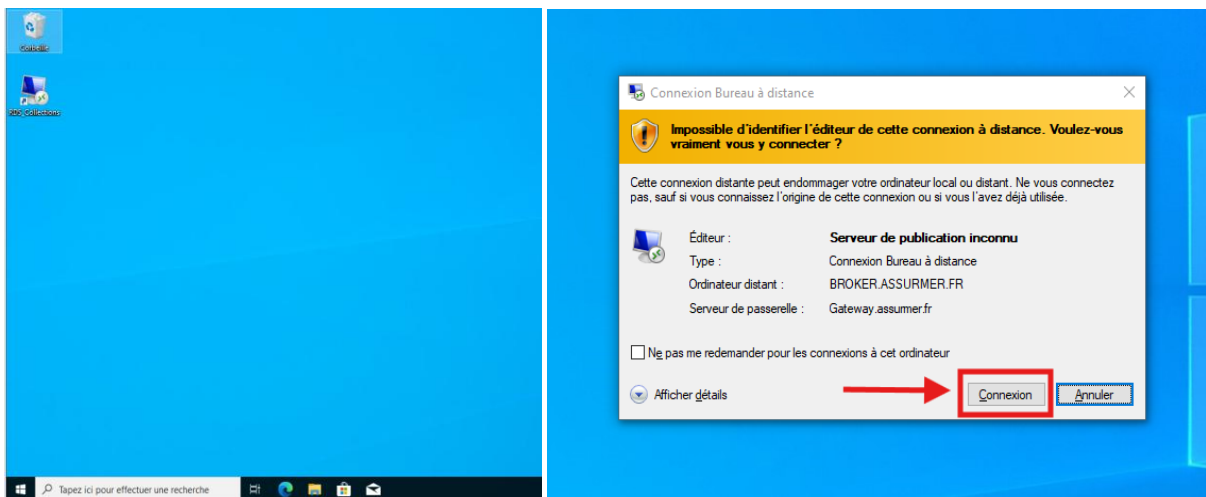 Corbeille
RDS_Collections
Tapez ici pour effectuer une recherche
Connexion Bureau à distance
Impossible d'identifier l'éditeur de cette connexion à distance. Voulez-vous
vraiment vous y connecter ?
Cette connexion distante peut endommager votre ordinateur local ou distant. Ne vous connectez
pas, sauf si vous connaissez l'origine de cette connexion ou si vous l'avez déjà utilisée.
Éditeur : Serveur de publication inconnu
Type : Connexion Bureau à distance
Ordinateur distant : BROKER.ASSURMER.FR
Serveur de passerelle : Gateway.assurmer.fr
Ne pas me redemander pour les connexions à cet ordinateur
Afficher détails
Connexion Annuler